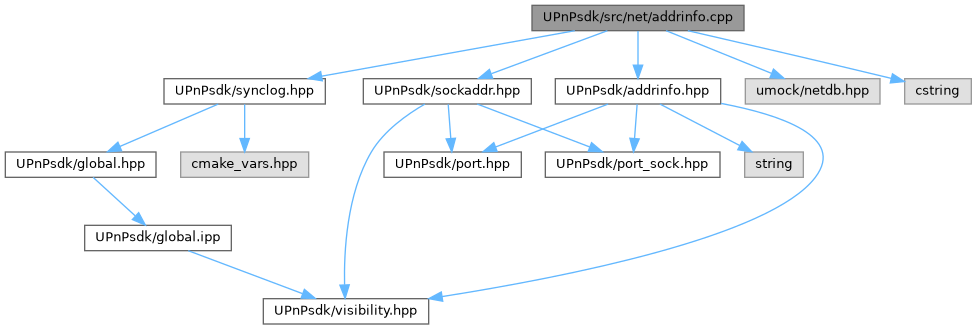 UPnPsdk/src/net/addrinfo.cpp
UPnPsdk/synclog.hpp
UPnPsdk/sockaddr.hpp
UPnPsdk/addrinfo.hpp
umock/netdb.hpp
cstring
UPnPsdk/global.hpp
cmake_vars.hpp
UPnPsdk/port.hpp
UPnPsdk/port_sock.hpp
string
UPnPsdk/global.ipp
UPnPsdk/visibility.hpp